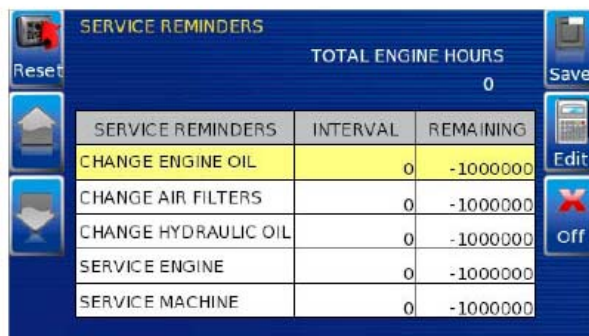 SERVICE REMINDERS
TOTAL ENGINE HOURS
0
Reset
Save
Edit
Off
SERVICE REMINDERS INTERVAL REMAINING
CHANGE ENGINE OIL 0 -1000000
CHANGE AIR FILTERS 0 -1000000
CHANGE HYDRAULIC OIL 0 -1000000
SERVICE ENGINE 0 -1000000
SERVICE MACHINE 0 -1000000